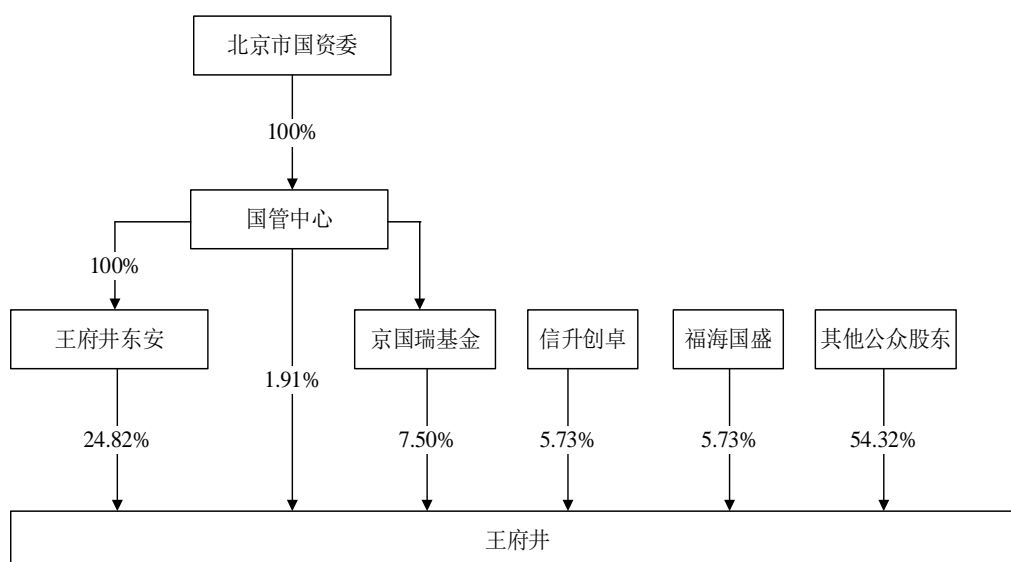 北京市国资委
100%
国管中心
100%
王府井东安
京国瑞基金
信升创卓
福海国盛
其他公众股东
1.91%
24.82%
7.50%
5.73%
5.73%
54.32%
王府井